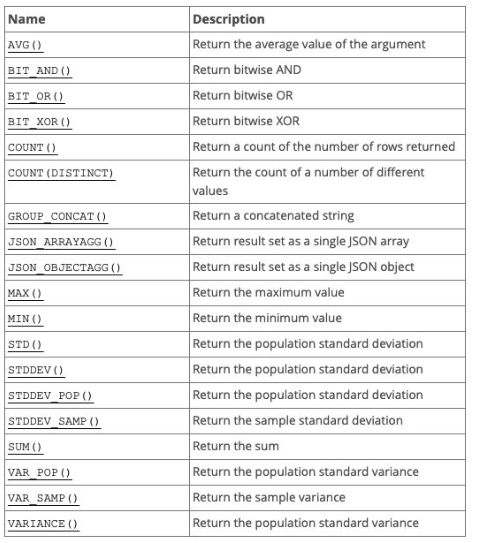 Name Description
AVG() Return the average value of the argument
BIT_AND() Return bitwise AND
BIT_OR() Return bitwise OR
BIT_XOR() Return bitwise XOR
COUNT() Return a count of the number of rows returned
COUNT(DISTINCT) Return the count of a number of different
values
GROUP_CONCAT() Return a concatenated string
JSON_ARRAYAGG() Return result set as a single JSON array
JSON_OBJECTAGG() Return result set as a single JSON object
MAX() Return the maximum value
MIN() Return the minimum value
STD() Return the population standard deviation
STDDEV() Return the population standard deviation
STDDEV_POP() Return the population standard deviation
STDDEV_SAMP() Return the sample standard deviation
SUM() Return the sum
VAR_POP() Return the population standard variance
VAR_SAMP() Return the sample variance
VARIANCE() Return the population standard variance